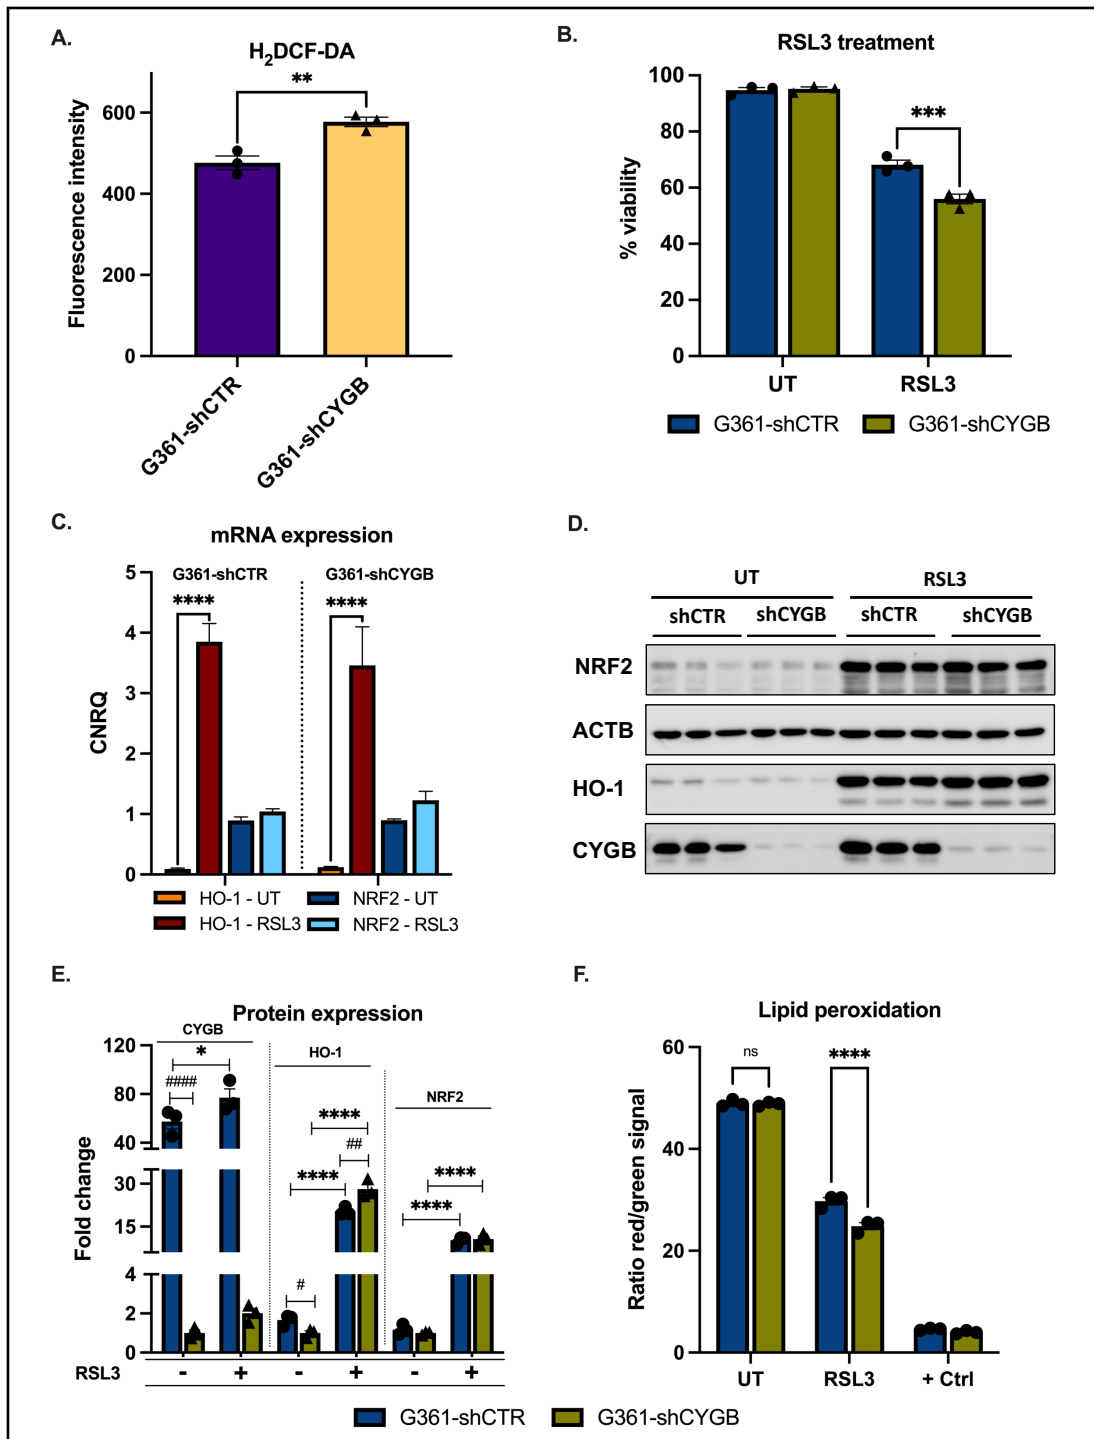 A.
H₂DCF-DA
**
Fluorescence intensity
600
400
200
0
G361-shCTR
G361-shCYGB
B.
RSL3 treatment
***
% viability
100
80
60
40
20
0
UT
RSL3
G361-shCTR
G361-shCYGB
C.
mRNA expression
G361-shCTR
G361-shCYGB
****
****
CNRQ
5
4
3
2
1
0
HO-1 - UT
NRF2 - UT
HO-1 - RSL3
NRF2 - RSL3
D.
UT
RSL3
shCTR
shCYGB
shCTR
shCYGB
NRF2
ACTB
HO-1
CYGB
E.
Protein expression
CYGB
HO-1
NRF2
*
####
****
##
****
#
****
****
Fold change
120
80
40
30
15
4
2
0
RSL3
-
+
-
+
-
+
F.
Lipid peroxidation
ns
****
Ratio red/green signal
60
40
20
0
UT
RSL3
+ Ctrl
G361-shCTR
G361-shCYGB